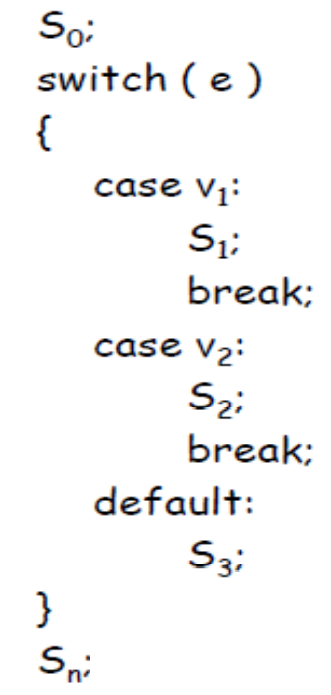 S₀;
switch ( e )
{
case v₁:
S₁;
break;
case v₂:
S₂;
break;
default:
S₃;
}
Sₙ;